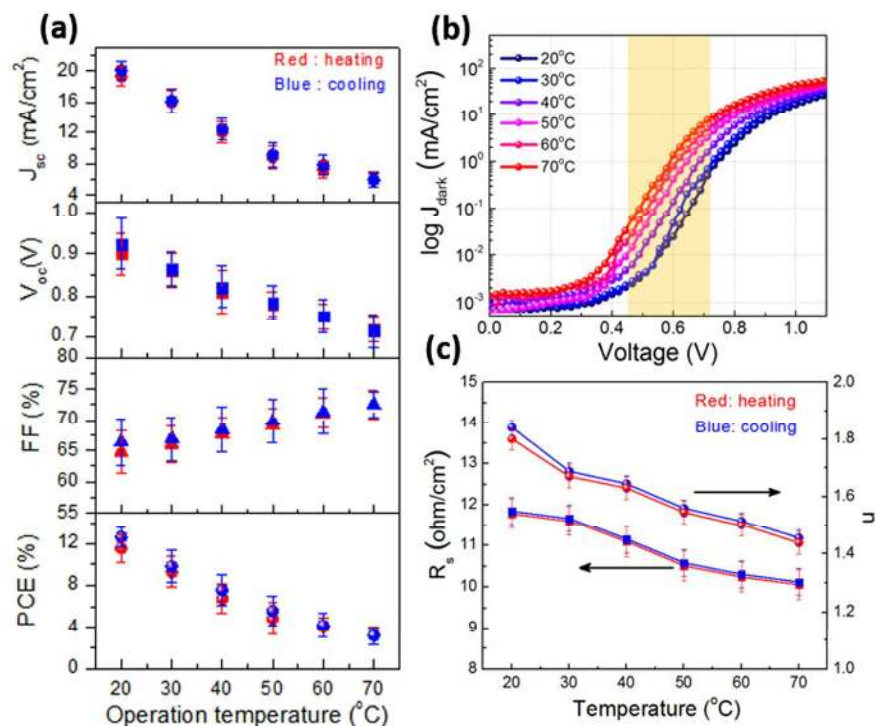 (a)
Red : heating
Blue : cooling
J_sc (mA/cm²)
20
16
12
8
4
V_oc(V)
1.0
0.9
0.8
0.7
FF (%)
80
75
70
65
60
55
PCE (%)
12
8
4
0
20 30 40 50 60 70
Operation temperature (°C)
(b)
log J_dark (mA/cm²)
20°C
30°C
40°C
50°C
60°C
70°C
10²
10¹
10⁰
10⁻¹
10⁻²
10⁻³
0.0 0.2 0.4 0.6 0.8 1.0
Voltage (V)
(c)
Red: heating
Blue: cooling
R_s (ohm/cm²)
15
14
13
12
11
10
9
8
2.0
1.8
1.6
1.4
1.2
1.0
n
20 30 40 50 60 70
Temperature (°C)